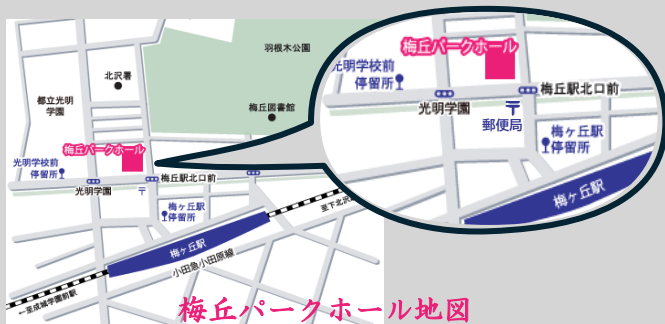 羽根木公園
北沢署
都立光明
学園
梅丘図書館
梅丘パークホール
光明学校前
停留所
光明学園
〒
梅丘駅北口前
梅ヶ丘駅
停留所
梅ヶ丘駅
小田急小田原線
至下北沢
←至成城学園前駅
梅丘パークホール
光明学校前
停留所
光明学園
梅丘駅北口前
〒
郵便局
梅ヶ丘駅
停留所
梅ヶ丘駅
梅丘パークホール地図